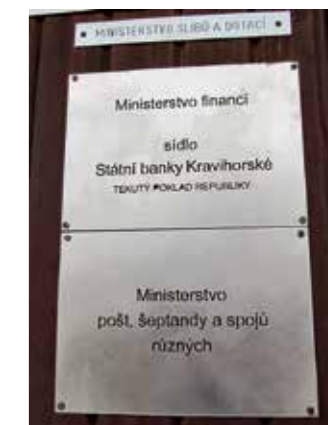 • MINISTERSTVO SLIBŮ A DOTACÍ •
Ministerstvo financí
sídlo
Státní banky Kravihorské
TEKUTÝ POKLAD REPUBLIKY
Ministerstvo
pošt, šeptandy a spojů
různých